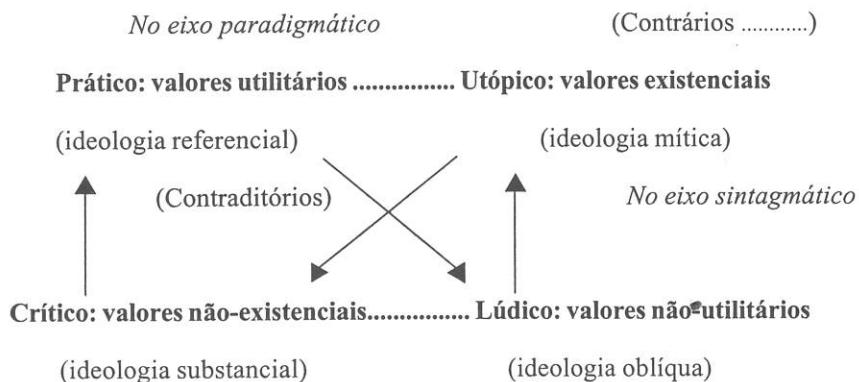 No eixo paradigmático (Contrários ............)
Prático: valores utilitários ................. Utópico: valores existenciais
(ideologia referencial) (ideologia mítica)
(Contraditórios) No eixo sintagmático
Crítico: valores não-existenciais................. Lúdico: valores não-utilitários
(ideologia substancial) (ideologia oblíqua)